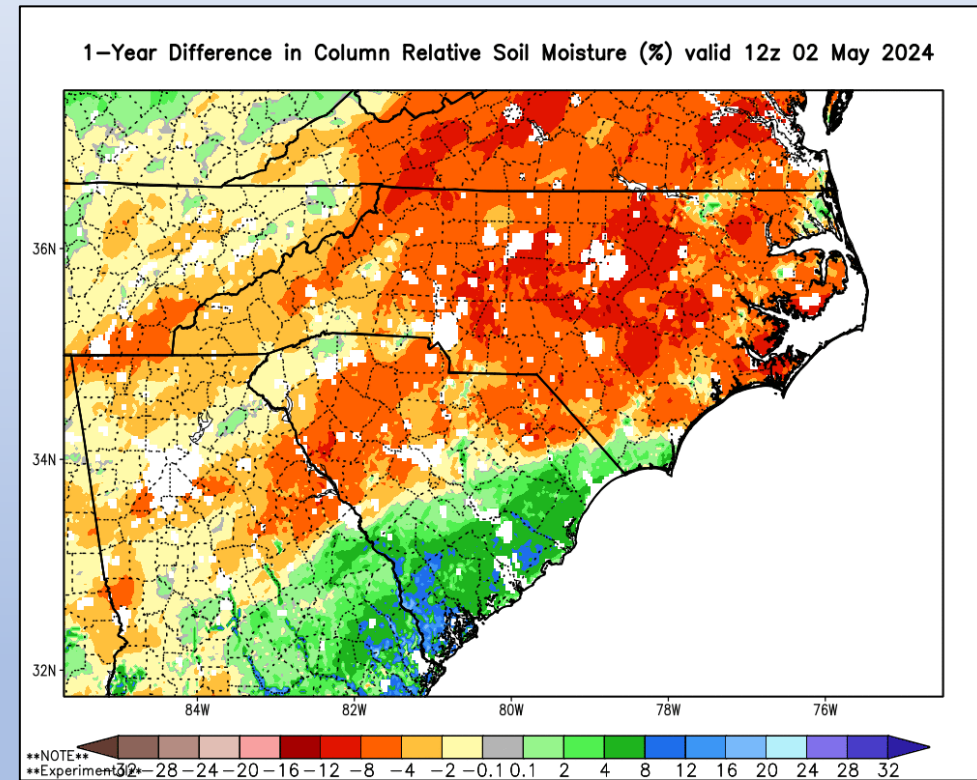 1-Year Difference in Column Relative Soil Moisture (%) valid 12z 02 May 2024
36N
34N
32N
84W 82W 80W 78W 76W
**NOTE**
**Experimental** -32 -28 -24 -20 -16 -12 -8 -4 -2 -0.1 0.1 2 4 8 12 16 20 24 28 32